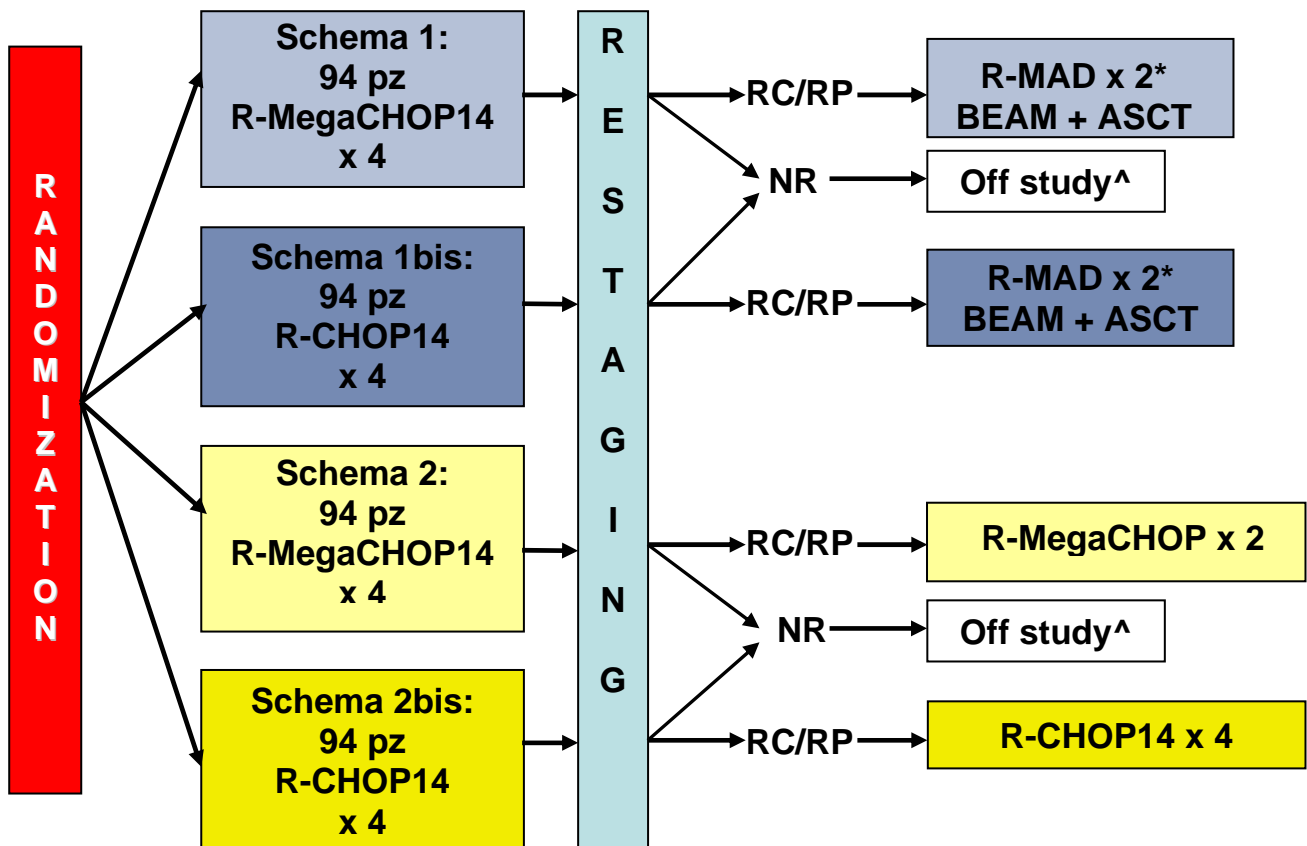 RANDOMIZATION
Schema 1:
94 pz
R-MegaCHOP14
x 4
Schema 1bis:
94 pz
R-CHOP14
x 4
Schema 2:
94 pz
R-MegaCHOP14
x 4
Schema 2bis:
94 pz
R-CHOP14
x 4
RESTAGING
RC/RP
R-MAD x 2*
BEAM + ASCT
NR
Off study^
RC/RP
R-MAD x 2*
BEAM + ASCT
RC/RP
R-MegaCHOP x 2
NR
Off study^
RC/RP
R-CHOP14 x 4